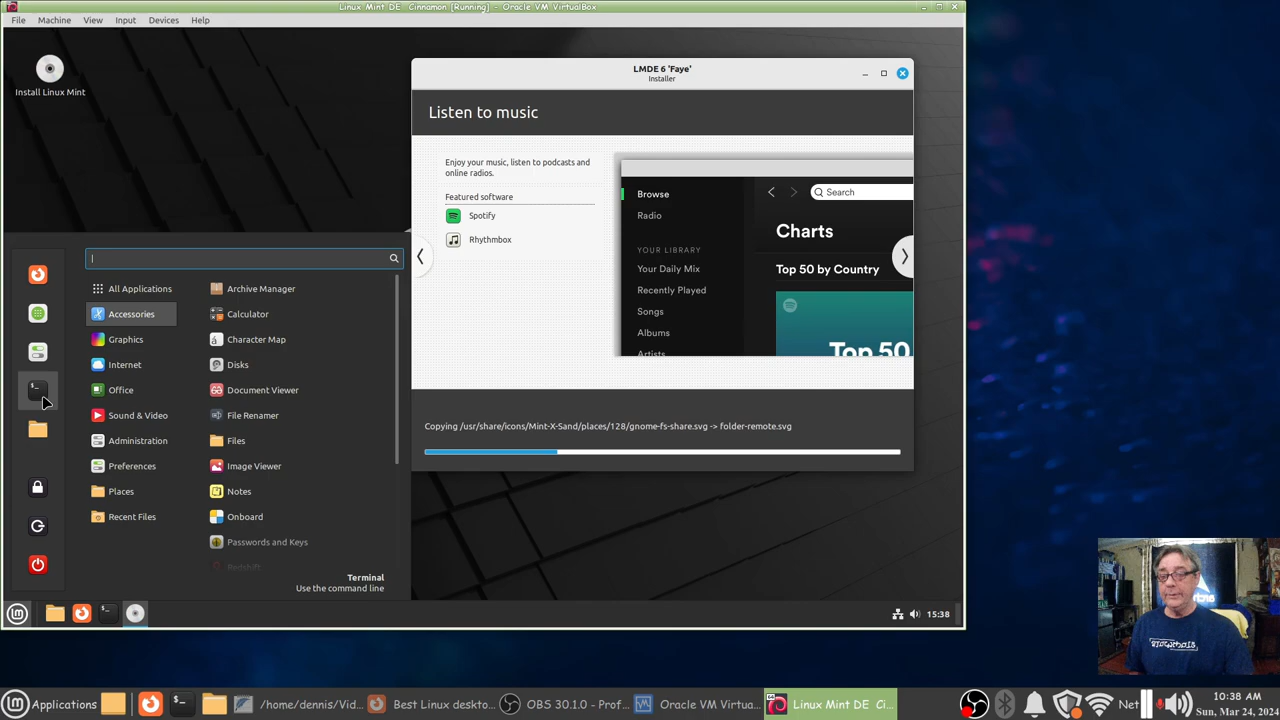 Linux Mint DE  Cinnamon [Running] - Oracle VM VirtualBox
File Machine View Input Devices Help
Install Linux Mint
LMDE 6 'Faye'
Installer
Listen to music
Enjoy your music, listen to podcasts and
online radios.
Featured software
Spotify
Rhythmbox
Browse
Search
Radio
Charts
YOUR LIBRARY
Your Daily Mix
Top 50 by Country
Recently Played
Songs
Albums
Artists
Top 50
Copying /usr/share/icons/Mint-X-Sand/places/128/gnome-fs-share.svg -> folder-remote.svg
All Applications
Accessories
Graphics
Internet
Office
Sound & Video
Administration
Preferences
Places
Recent Files
Archive Manager
Calculator
Character Map
Disks
Document Viewer
File Renamer
Files
Image Viewer
Notes
Onboard
Passwords and Keys
Redshift
Terminal
Use the command line
15:38
Applications
/home/dennis/Vid...
Best Linux deskto...
OBS 30.1.0 - Prof...
Oracle VM Virtua...
Linux Mint DE  Ci...
Net
10:38 AM
Sun, Mar 24, 2024